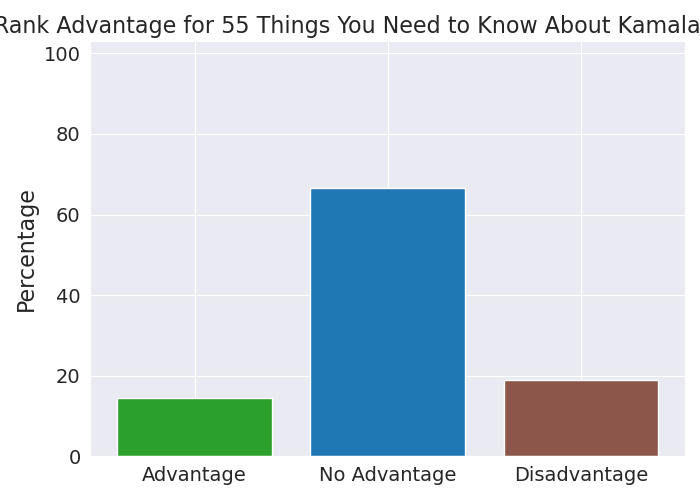 Rank Advantage for 55 Things You Need to Know About Kamala
100
80
60
40
20
0
Percentage
Advantage No Advantage Disadvantage